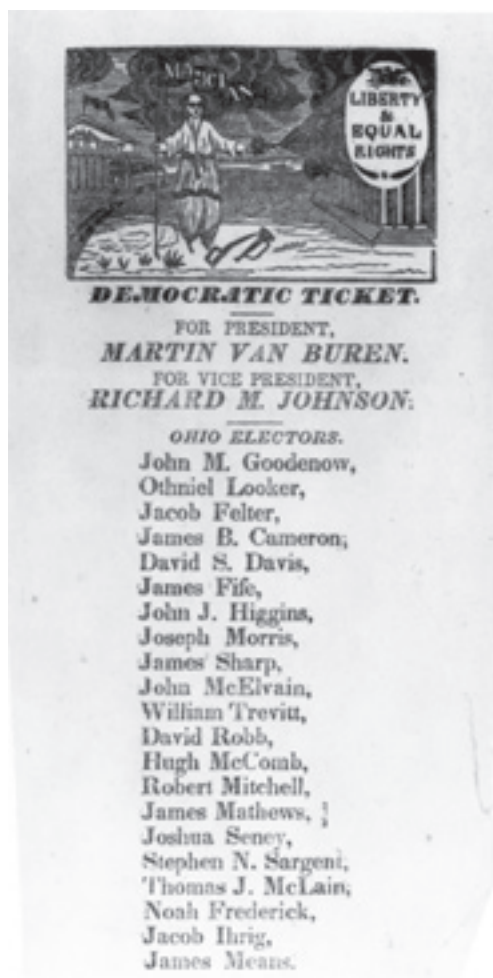 MAGICIANS
LIBERTY
&
EQUAL
RIGHTS
DEMOCRATIC TICKET.
FOR PRESIDENT,
MARTIN VAN BUREN.
FOR VICE PRESIDENT,
RICHARD M. JOHNSON.
OHIO ELECTORS.
John M. Goodenow,
Othniel Looker,
Jacob Felter,
James B. Cameron,
David S. Davis,
James Fife,
John J. Higgins,
Joseph Morris,
James Sharp,
John McElvain,
William Trevitt,
David Robb,
Hugh McComb,
Robert Mitchell,
James Mathews,
Joshua Seney,
Stephen N. Sargent,
Thomas J. McLain,
Noah Frederick,
Jacob Ihrig,
James Means.